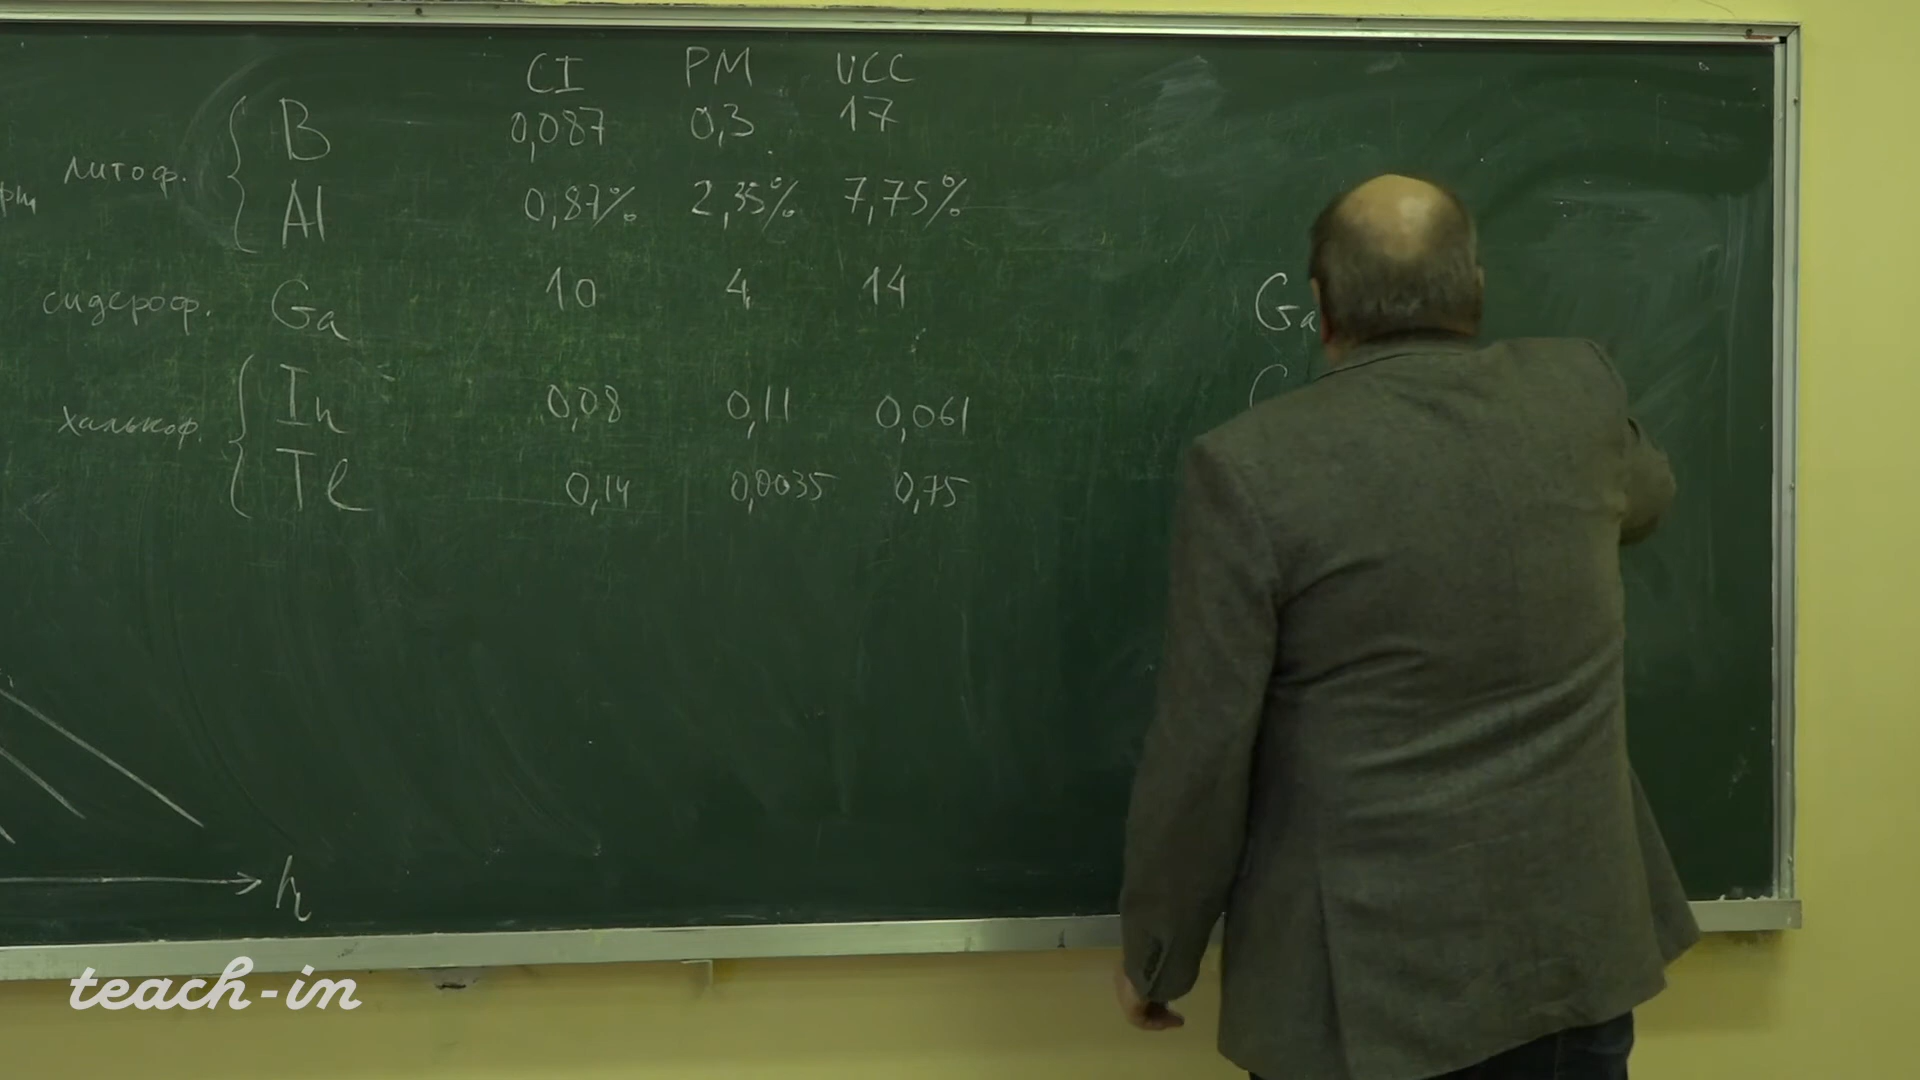 CI PM UCC
B 0,087 0,3 17
литоф.
Al 0,87% 2,35% 7,75%
сидероф. Ga 10 4 14
In 0,08 0,11 0,061
халькоф.
Tl 0,14 0,0035 0,75
Ga
h
teach-in